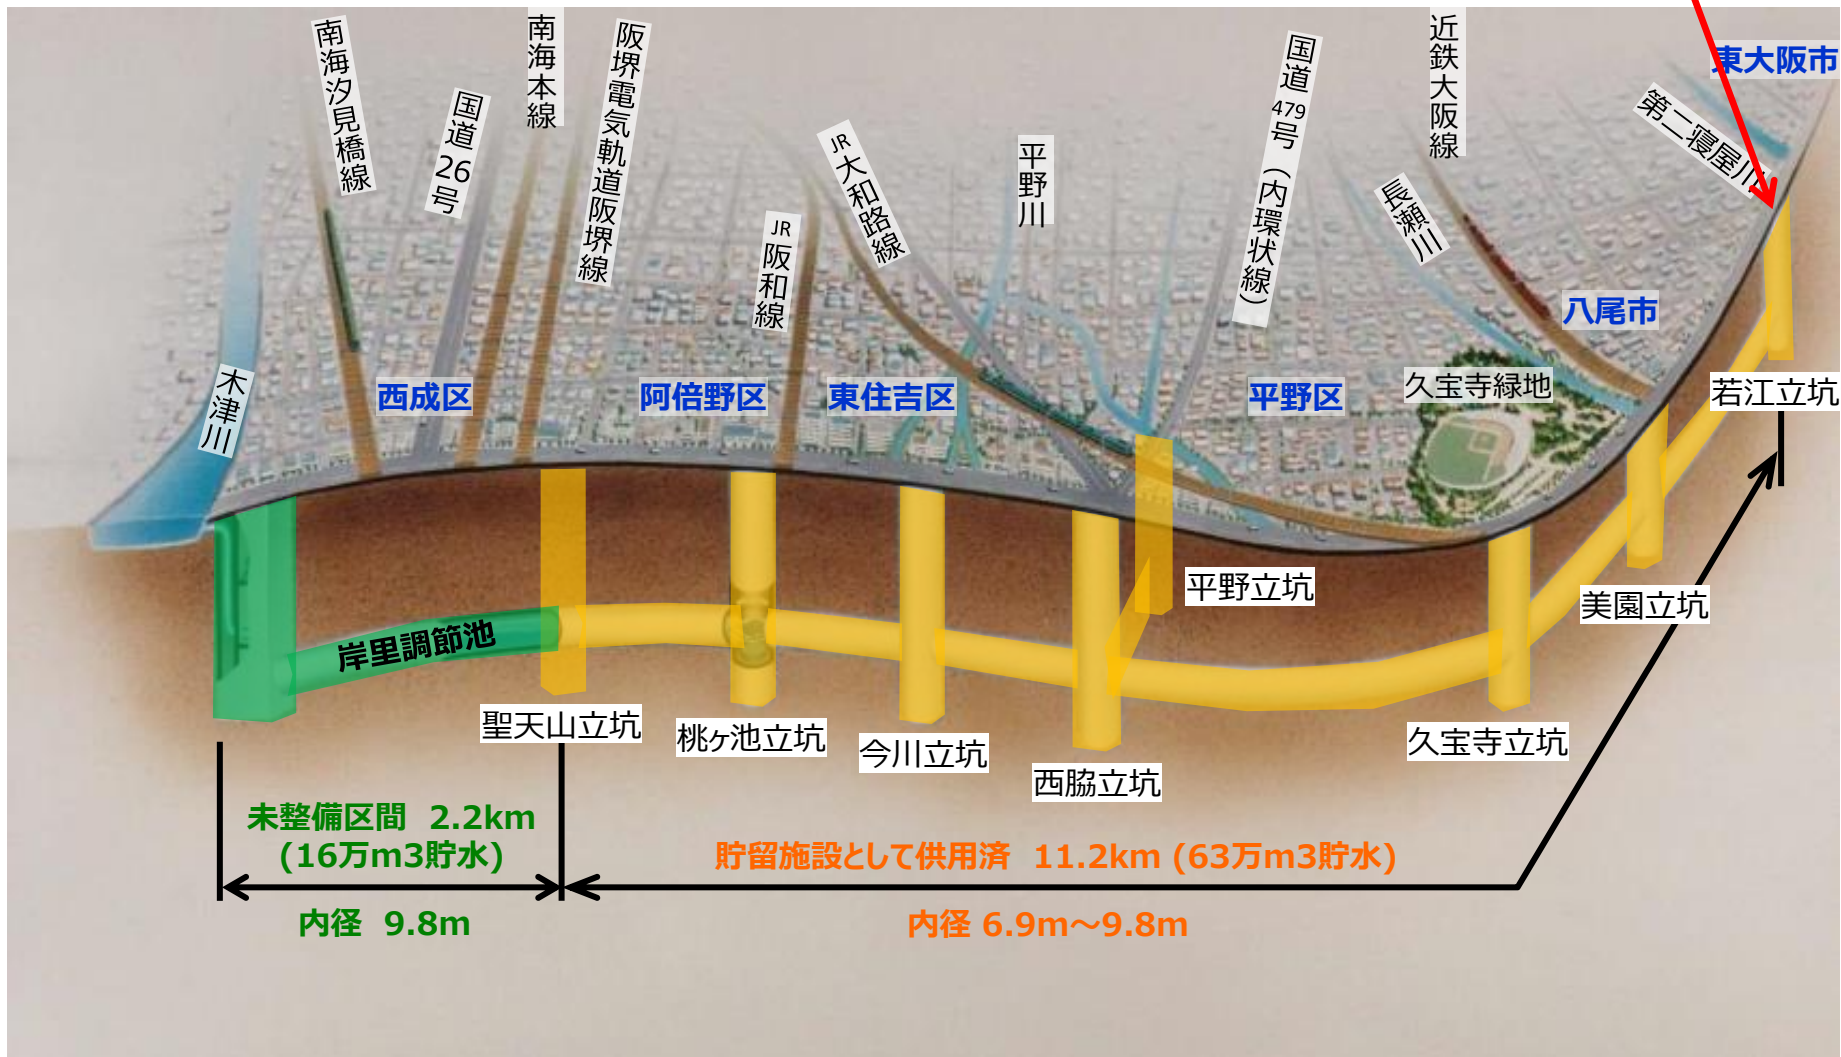 南海汐見橋線
国道26号
南海本線
阪堺電気軌道阪堺線
JR阪和線
JR大和路線
平野川
国道479号（内環状線）
近鉄大阪線
長瀬川
第二寝屋川
東大阪市
八尾市
木津川
西成区
阿倍野区
東住吉区
平野区
久宝寺緑地
若江立坑
平野立坑
美園立坑
岸里調節池
聖天山立坑
桃ヶ池立坑
今川立坑
西脇立坑
久宝寺立坑
未整備区間 2.2km
(16万m3貯水)
内径 9.8m
貯留施設として供用済 11.2km (63万m3貯水)
内径 6.9m～9.8m